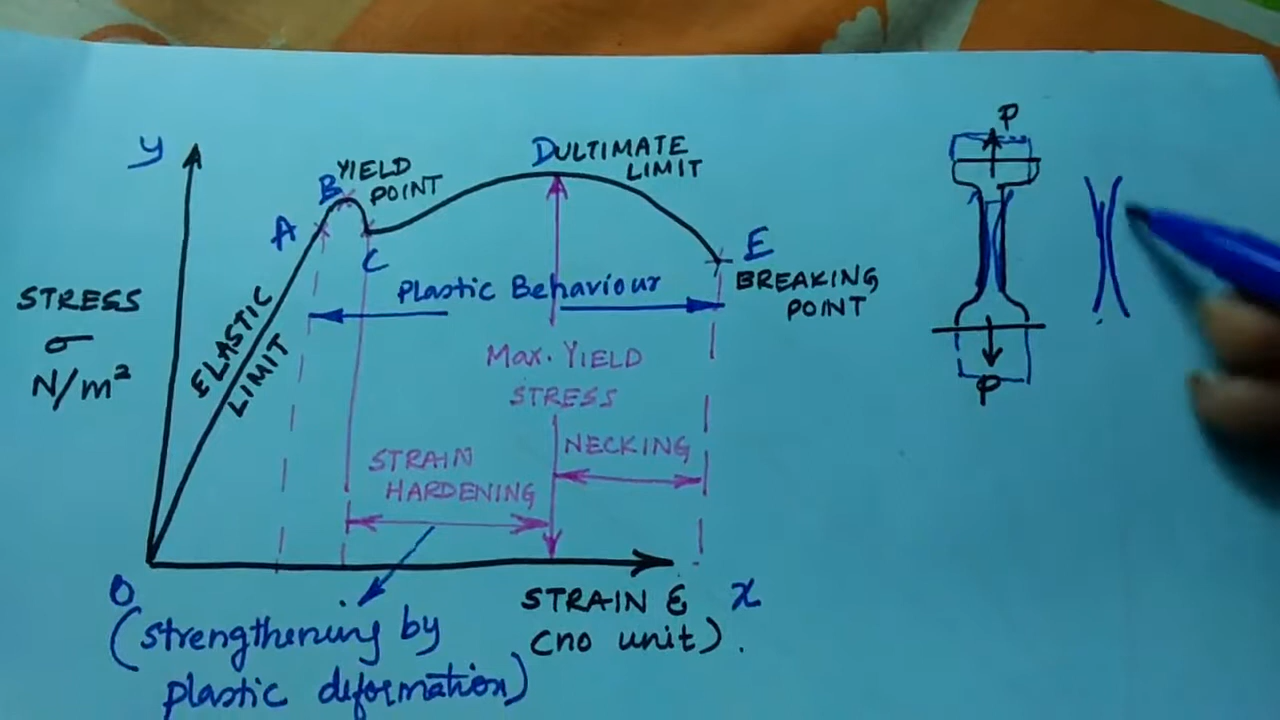 y
STRESS
σ
N/m²
A
B
YIELD
POINT
C
D
ULTIMATE
LIMIT
E
BREAKING
POINT
ELASTIC
LIMIT
Plastic Behaviour
Max. YIELD
STRESS
STRAIN
HARDENING
NECKING
O
STRAIN ε
(no unit).
x
(strengthening by
plastic deformation)
P
P